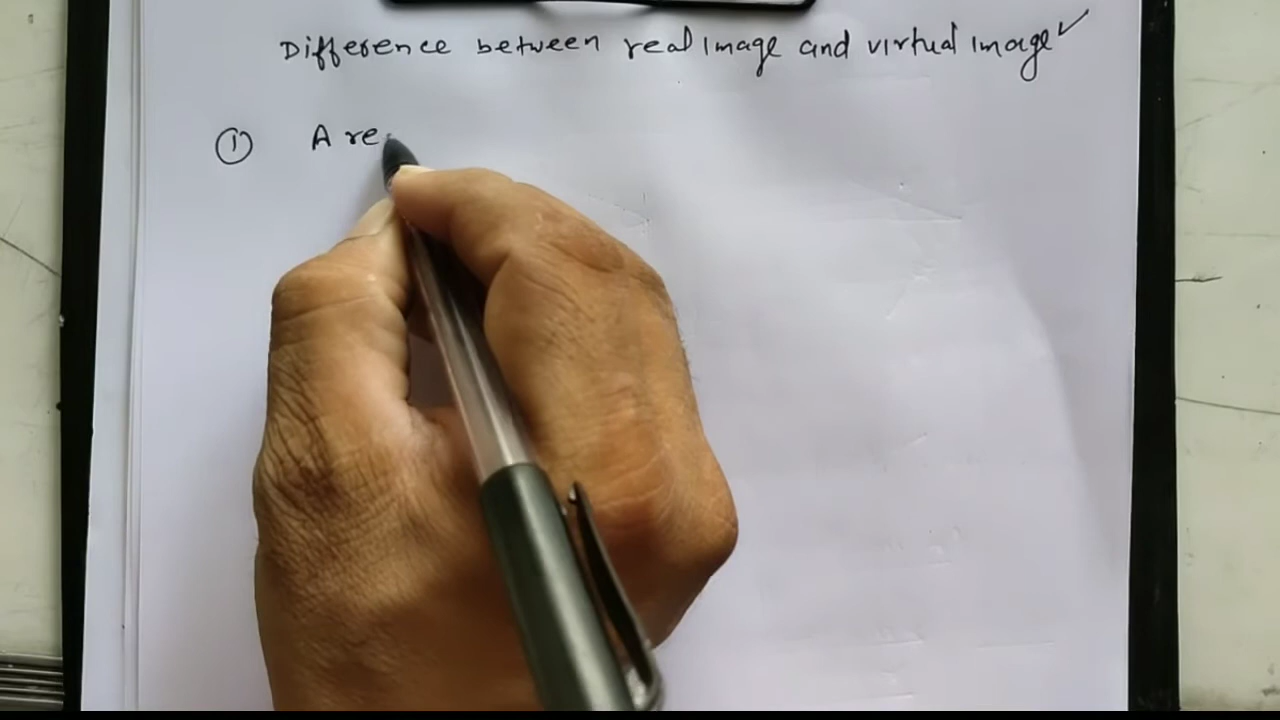 Difference between real image and virtual image ✓
① A re